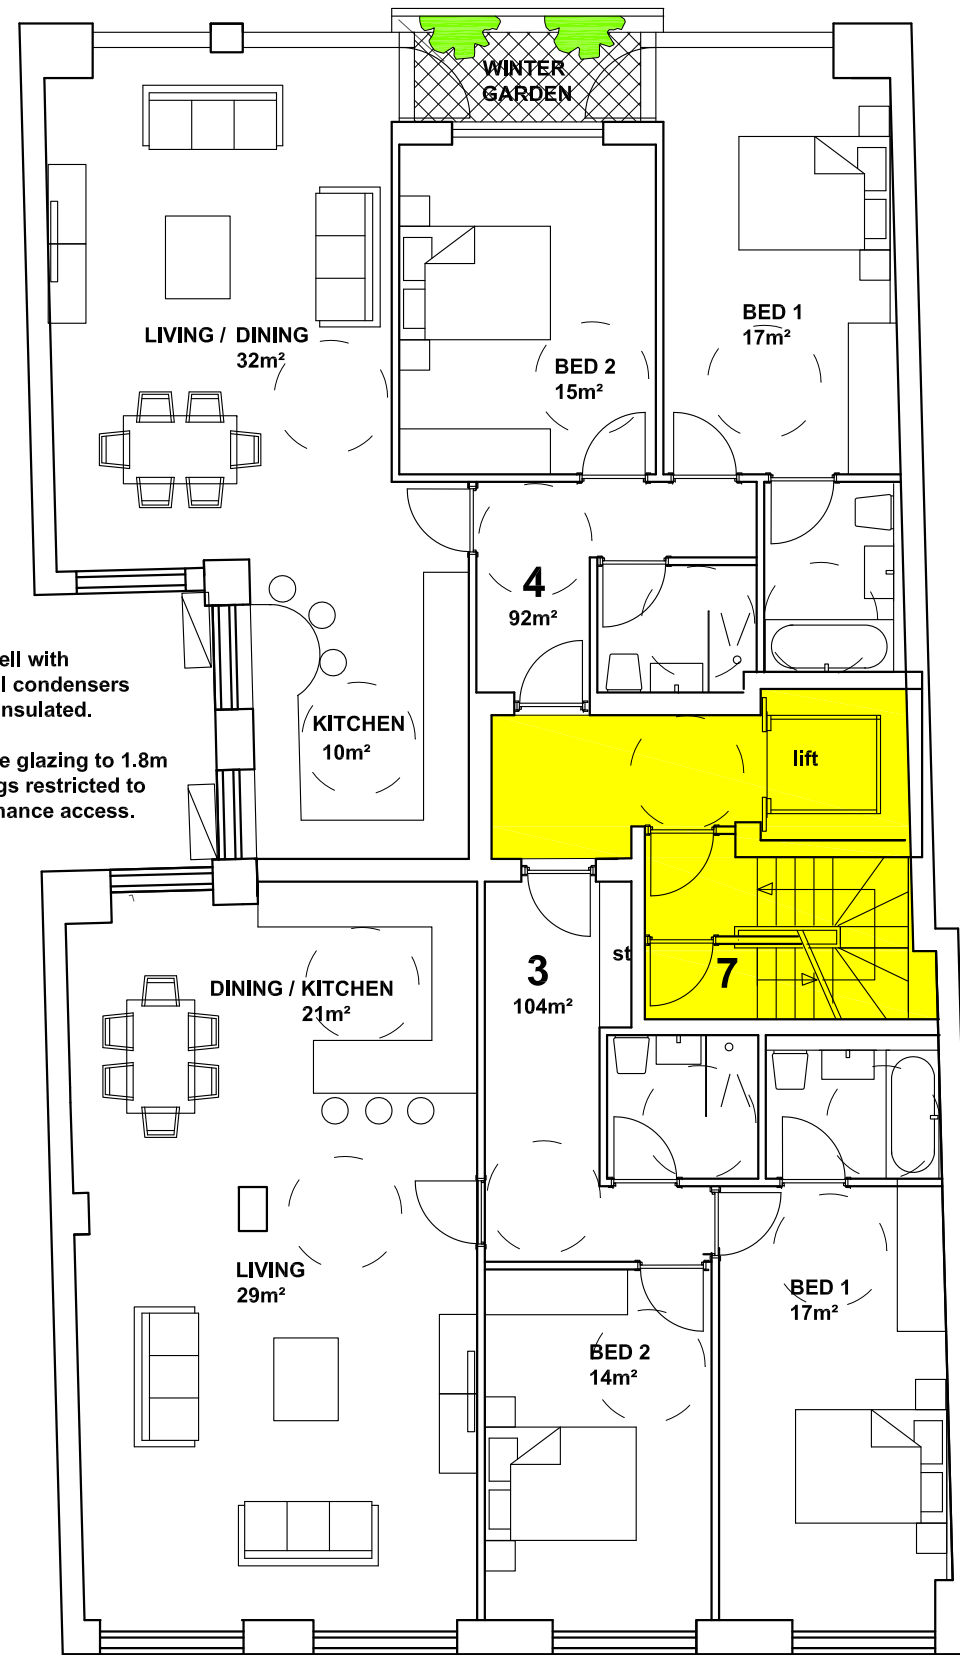 WINTER
GARDEN
BED 1
17m²
LIVING / DINING
32m²
BED 2
15m²
4
92m²
ell with
l condensers
nsulated.
e glazing to 1.8m
gs restricted to
nance access.
KITCHEN
10m²
lift
st
7
3
104m²
DINING / KITCHEN
21m²
LIVING
29m²
BED 1
17m²
BED 2
14m²